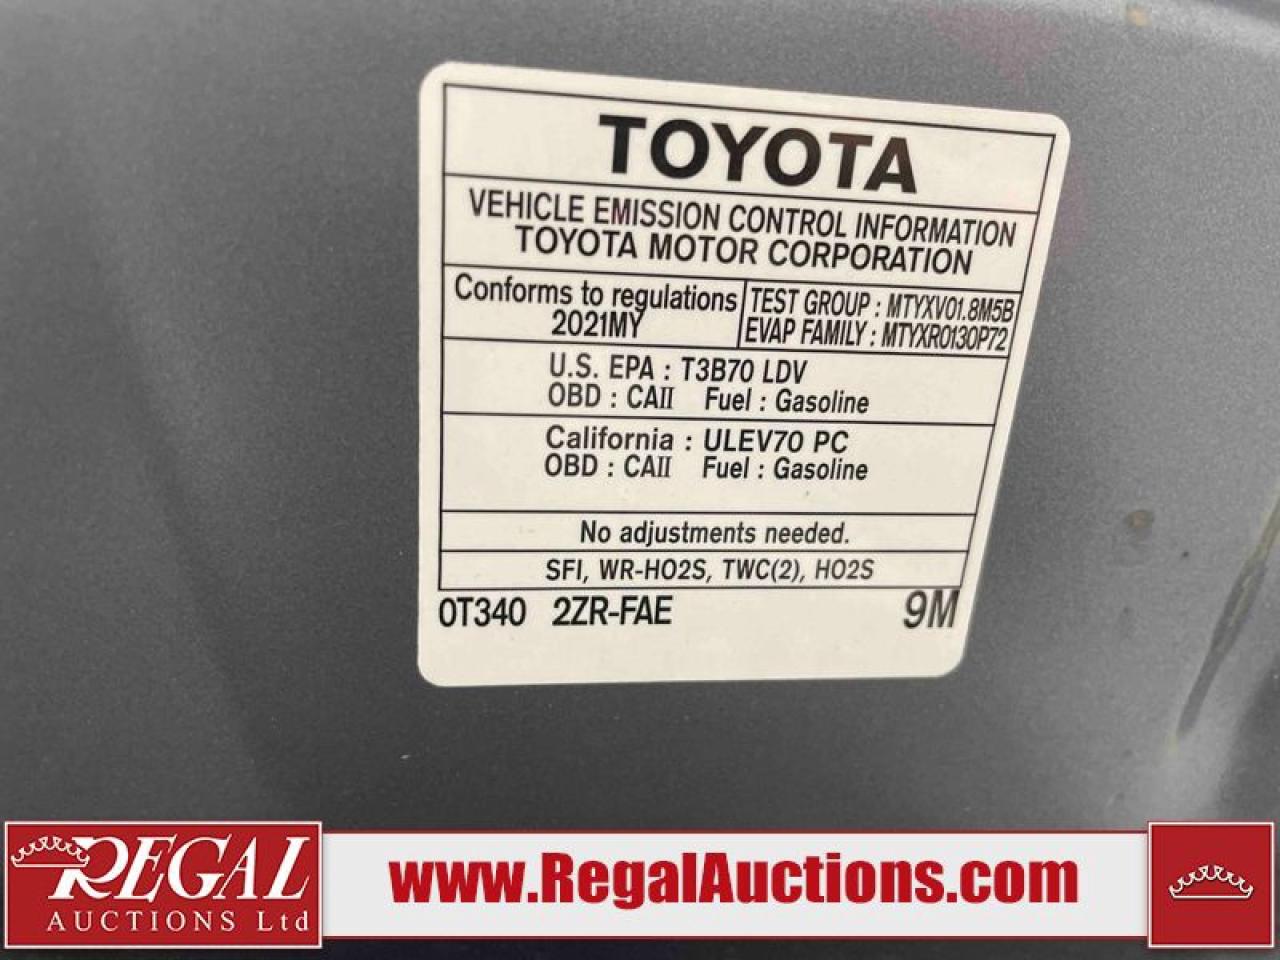 TOYOTA
VEHICLE EMISSION CONTROL INFORMATION
TOYOTA MOTOR CORPORATION
Conforms to regulations
2021MY
TEST GROUP : MTYXV01.8M5B
EVAP FAMILY : MTYXR0130P72
U.S. EPA : T3B70 LDV
OBD : CAII Fuel : Gasoline
California : ULEV70 PC
OBD : CAII Fuel : Gasoline
No adjustments needed.
SFI, WR-HO2S, TWC(2), HO2S
0T340 2ZR-FAE 9M
REGAL
AUCTIONS Ltd
www.RegalAuctions.com